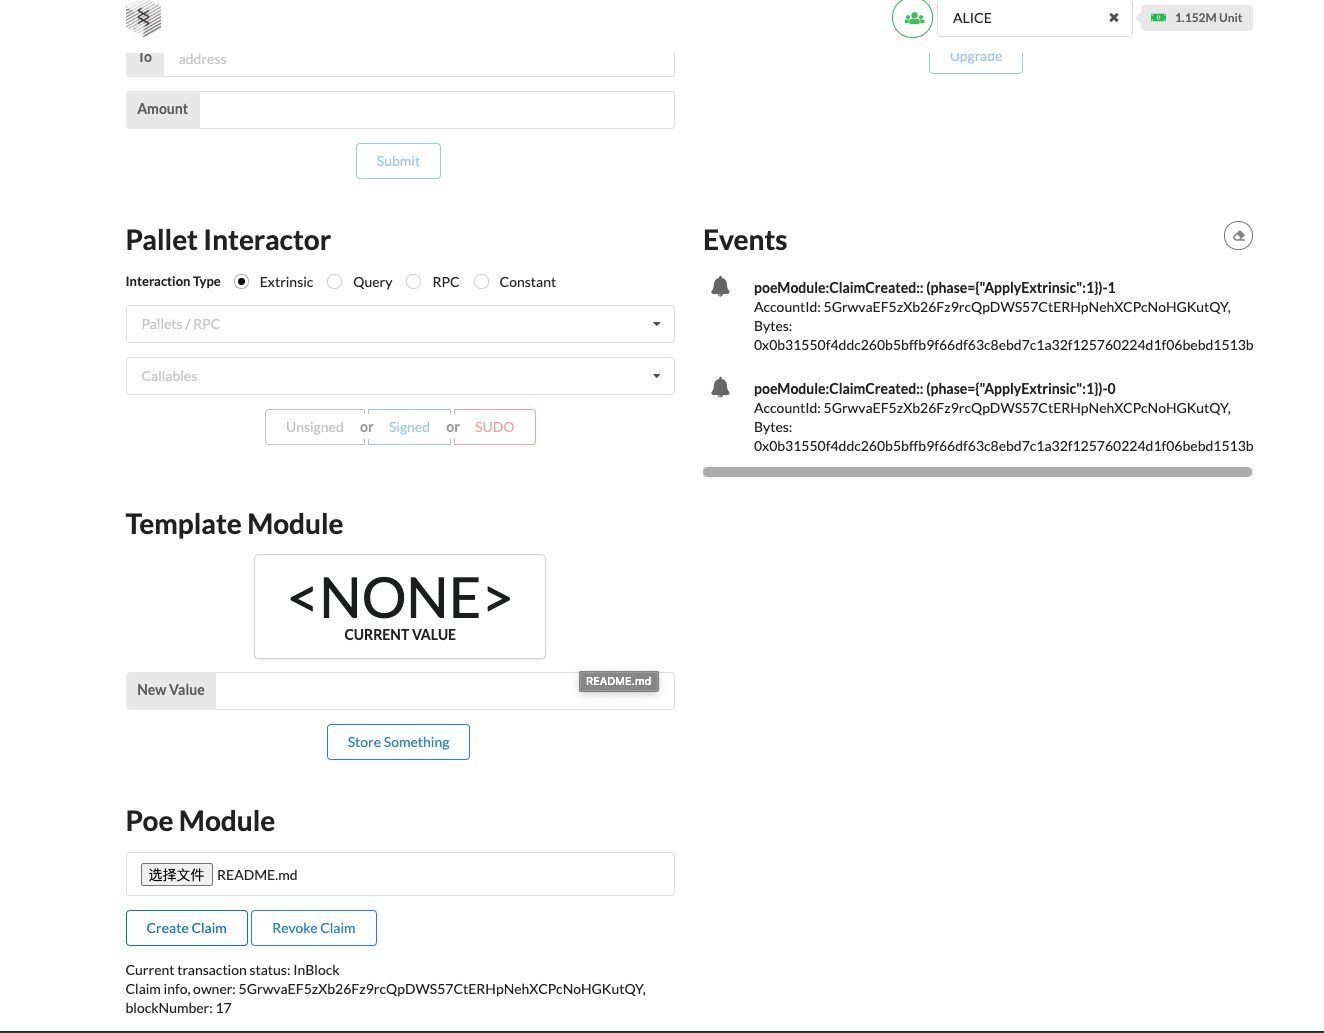 ALICE
1.152M Unit
To
address
Upgrade
Amount
Submit
Pallet Interactor
Interaction Type
Extrinsic
Query
RPC
Constant
Pallets / RPC
Callables
Unsigned
or
Signed
or
SUDO
Events
poeModule:ClaimCreated:: (phase={"ApplyExtrinsic":1})-1
AccountId: 5GrwvaEF5zXb26Fz9rcQpDWS57CtERHpNehXCPcNoHGKutQY,
Bytes:
0x0b31550f4ddc260b5bffb9f66df63c8ebd7c1a32f125760224d1f06bebd1513b
poeModule:ClaimCreated:: (phase={"ApplyExtrinsic":1})-0
AccountId: 5GrwvaEF5zXb26Fz9rcQpDWS57CtERHpNehXCPcNoHGKutQY,
Bytes:
0x0b31550f4ddc260b5bffb9f66df63c8ebd7c1a32f125760224d1f06bebd1513b
Template Module
<NONE>
CURRENT VALUE
README.md
New Value
Store Something
Poe Module
选择文件 README.md
Create Claim
Revoke Claim
Current transaction status: InBlock
Claim info, owner: 5GrwvaEF5zXb26Fz9rcQpDWS57CtERHpNehXCPcNoHGKutQY,
blockNumber: 17